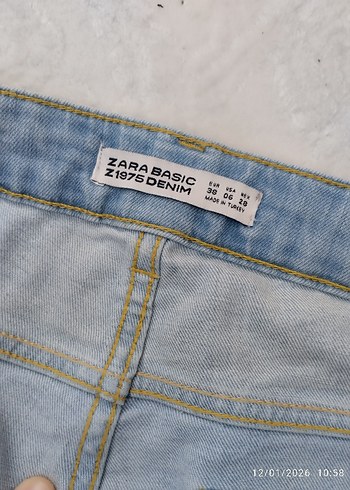 ZARA BASIC
Z1975 DENIM
EUR USA MEX
38 06 28
MADE IN TURKEY
12/01/2026 10:58